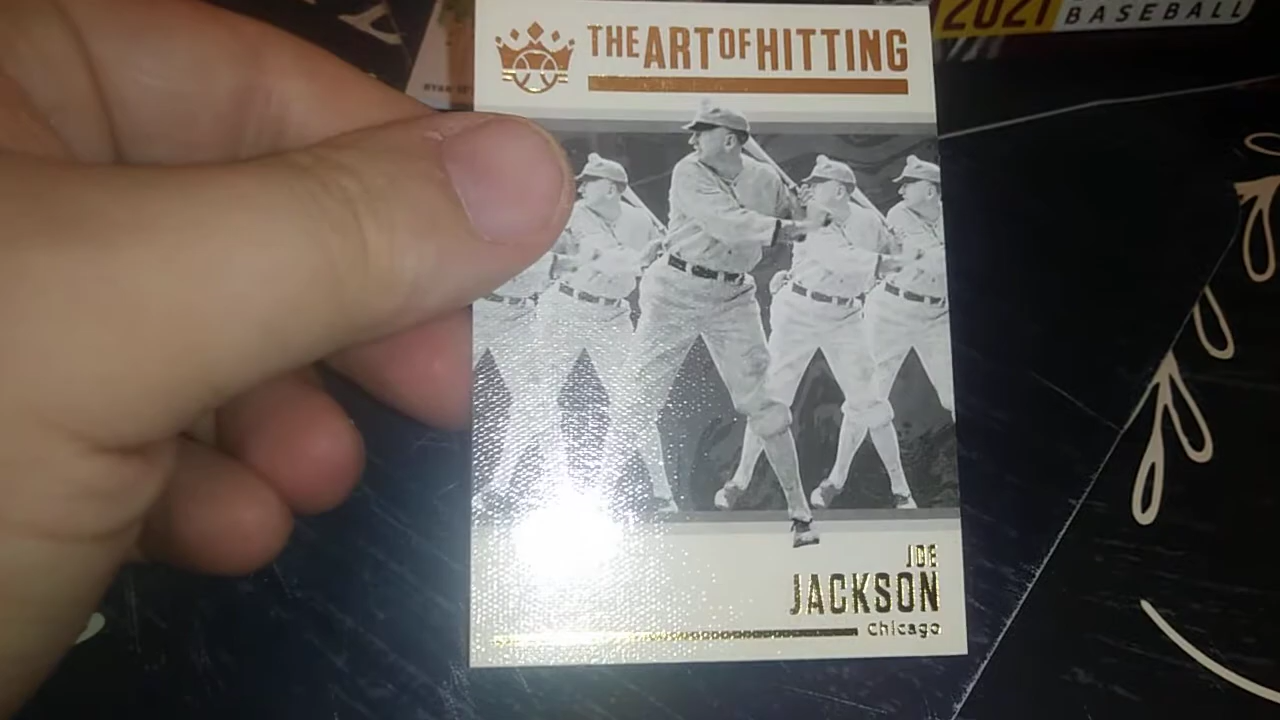 2021
BASEBALL
THE ART OF HITTING
JOE
JACKSON
Chicago